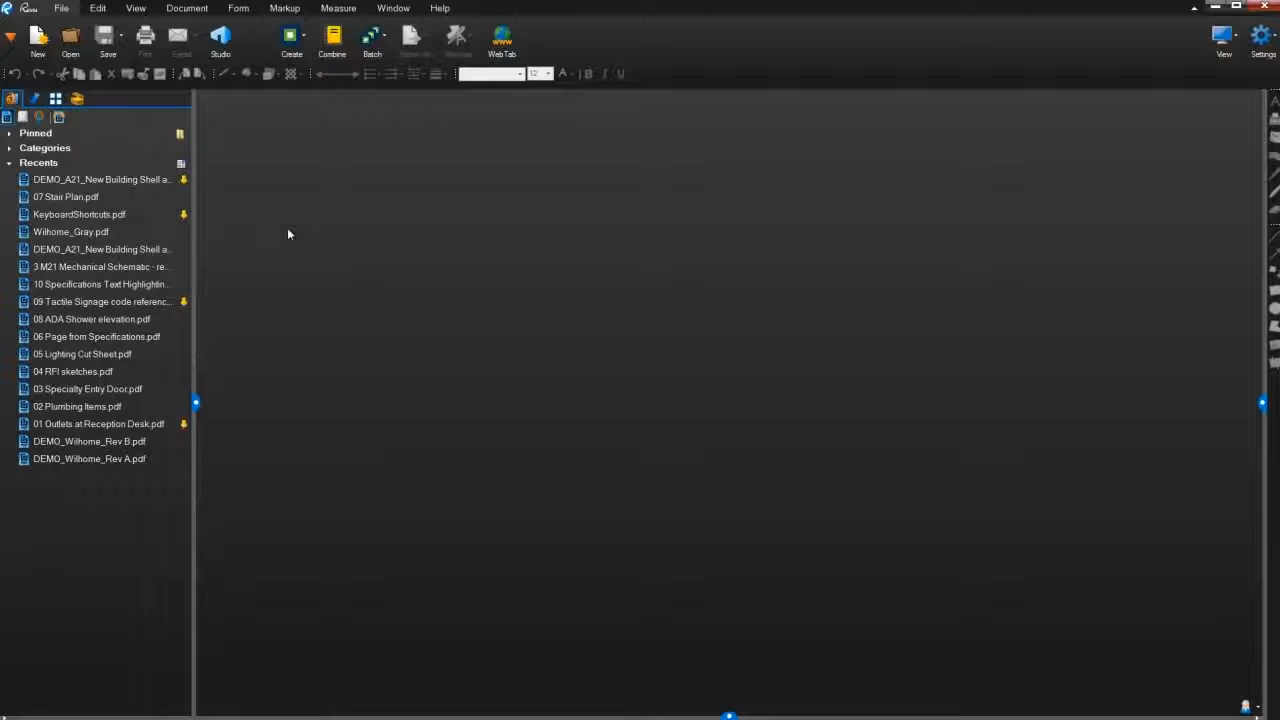 Revu File Edit View Document Form Markup Measure Window Help
New Open Save Print Email Studio Create Combine Batch WebTab View Settings
12 A B I U
Pinned
Categories
Recents
DEMO_A21_New Building Shell a...
07 Stair Plan.pdf
KeyboardShortcuts.pdf
Wilhome_Gray.pdf
DEMO_A21_New Building Shell a...
3 M21 Mechanical Schematic - re...
10 Specifications Text Highlightin...
09 Tactile Signage code referenc...
08 ADA Shower elevation.pdf
06 Page from Specifications.pdf
05 Lighting Cut Sheet.pdf
04 RFI sketches.pdf
03 Specialty Entry Door.pdf
02 Plumbing Items.pdf
01 Outlets at Reception Desk.pdf
DEMO_Wilhome_Rev B.pdf
DEMO_Wilhome_Rev A.pdf